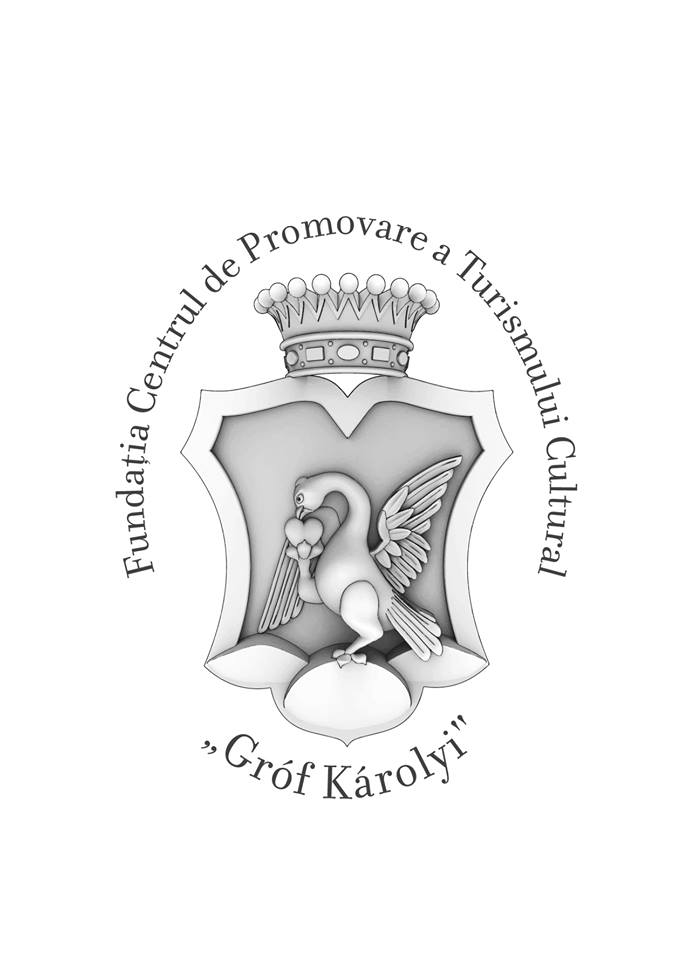 Fundația Centrul de Promovare a Turismului Cultural
„Gróf Károlyi"